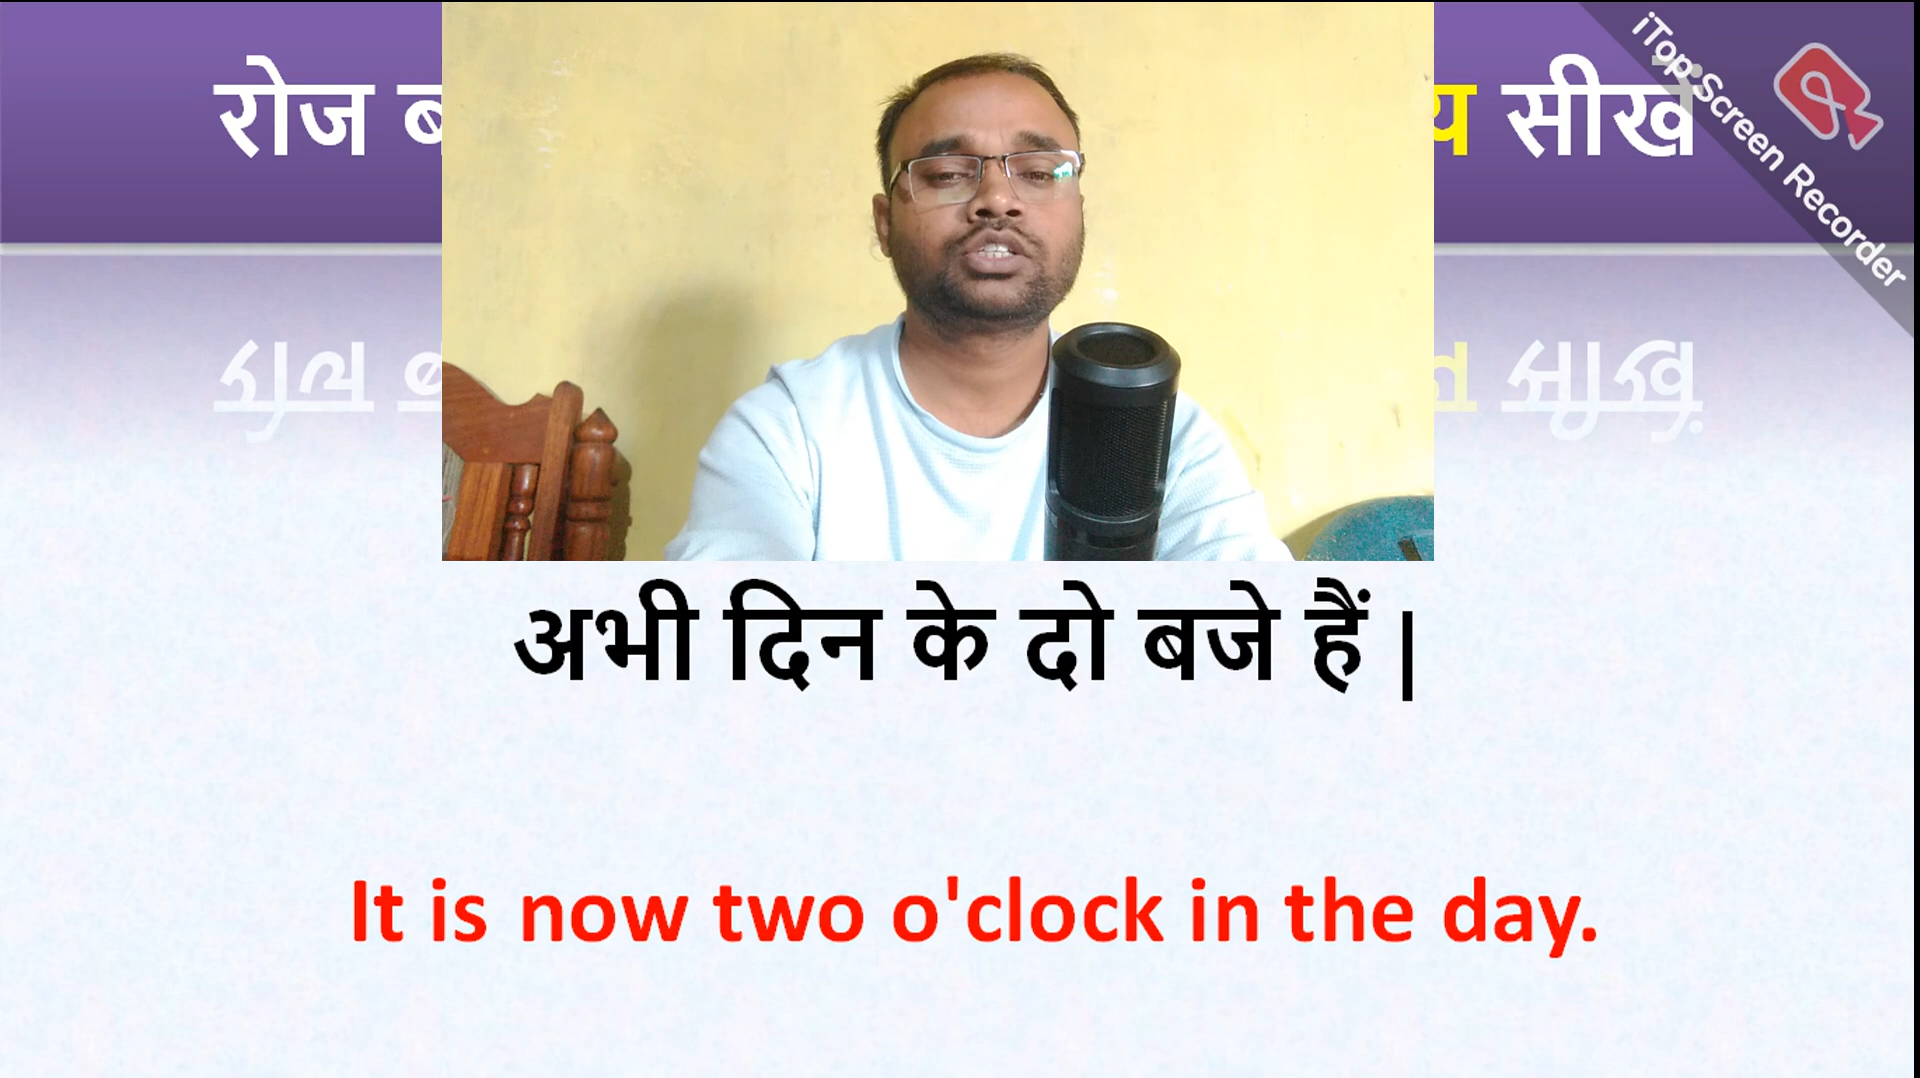 रोज
सीखें
iTop Screen Recorder
अभी दिन के दो बजे हैं |
It is now two o'clock in the day.